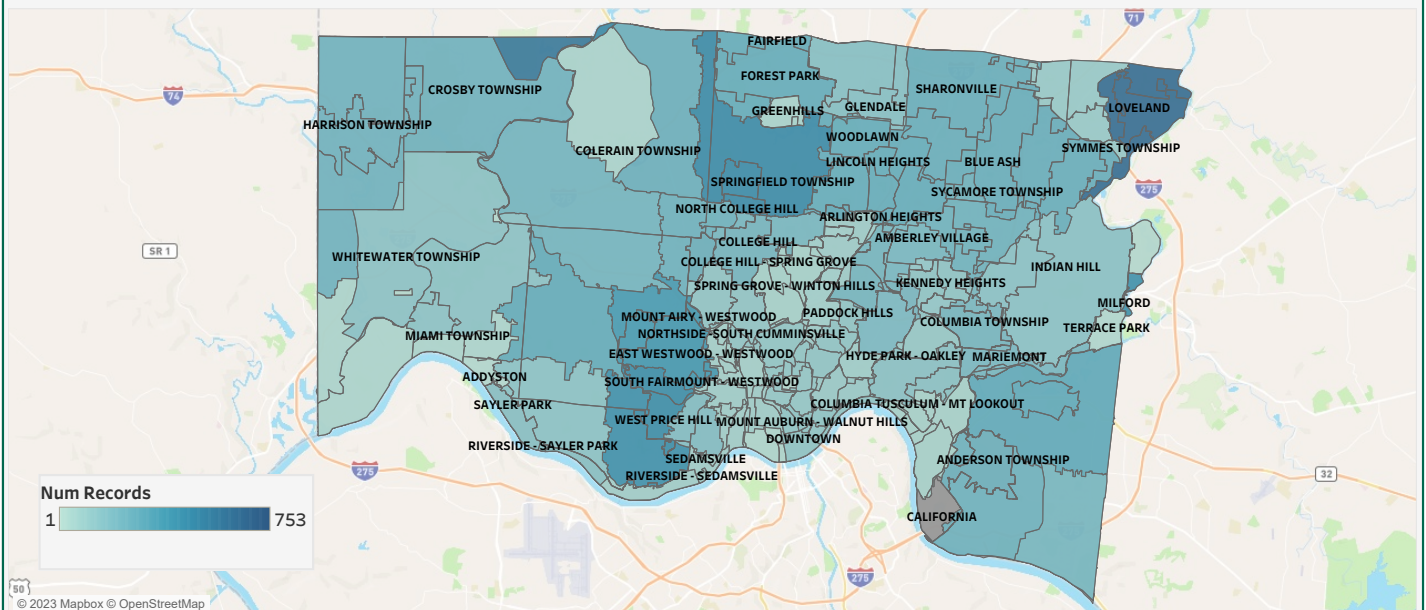 71
FAIRFIELD
FOREST PARK
74
CROSBY TOWNSHIP
SHARONVILLE
GREENHILLS
GLENDALE
LOVELAND
HARRISON TOWNSHIP
WOODLAWN
COLERAIN TOWNSHIP
SYMMES TOWNSHIP
LINCOLN HEIGHTS
BLUE ASH
SPRINGFIELD TOWNSHIP
SYCAMORE TOWNSHIP
275
NORTH COLLEGE HILL
ARLINGTON HEIGHTS
COLLEGE HILL
AMBERLEY VILLAGE
SR 1
WHITEWATER TOWNSHIP
COLLEGE HILL - SPRING GROVE
INDIAN HILL
SPRING GROVE - WINTON HILLS
KENNEDY HEIGHTS
MILFORD
MOUNT AIRY - WESTWOOD
PADDOCK HILLS
COLUMBIA TOWNSHIP
TERRACE PARK
MIAMI TOWNSHIP
NORTHSIDE -SOUTH CUMMINSVILLE
EAST WESTWOOD - WESTWOOD
HYDE PARK - OAKLEY
MARIEMONT
ADDYSTON
SOUTH FAIRMOUNT - WESTWOOD
SAYLER PARK
COLUMBIA TUSCULUM - MT LOOKOUT
WEST PRICE HILL
MOUNT AUBURN - WALNUT HILLS
DOWNTOWN
RIVERSIDE - SAYLER PARK
SEDAMSVILLE
ANDERSON TOWNSHIP
275
RIVERSIDE - SEDAMSVILLE
32
Num Records
1
753
CALIFORNIA
275
50
© 2023 Mapbox © OpenStreetMap